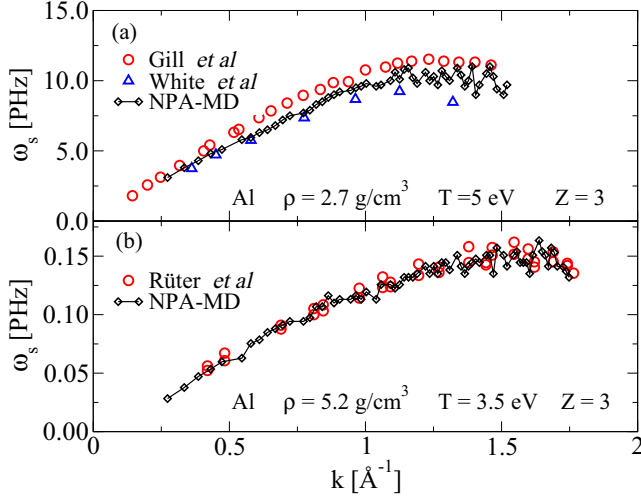 15.0
10.0
5.0
0.0
ωs [PHz]
(a)
Gill et al
White et al
NPA-MD
Al ρ = 2.7 g/cm³ T =5 eV Z = 3
0.15
0.10
0.05
0.00
ωs [PHz]
(b)
Rüter et al
NPA-MD
Al ρ = 5.2 g/cm³ T = 3.5 eV Z = 3
0 0.5 1 1.5 2
k [Å⁻¹]